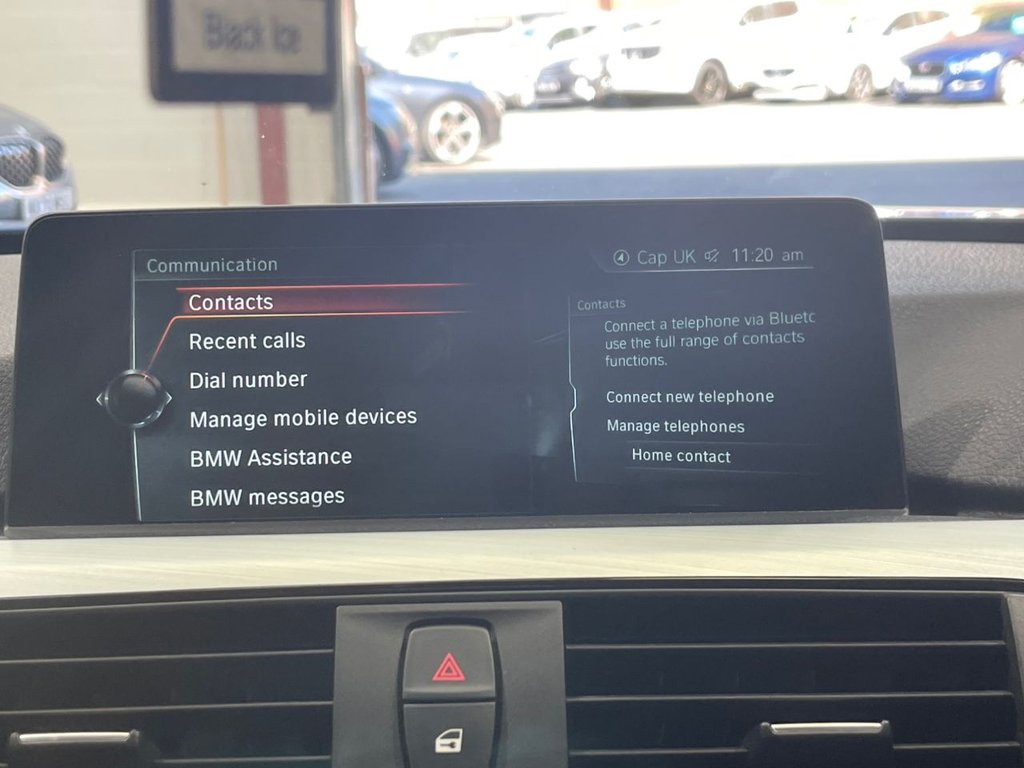 Black Ice
Communication
Cap UK 11:20 am
Contacts
Recent calls
Dial number
Manage mobile devices
BMW Assistance
BMW messages
Contacts
Connect a telephone via Bluetc
use the full range of contacts
functions.
Connect new telephone
Manage telephones
Home contact